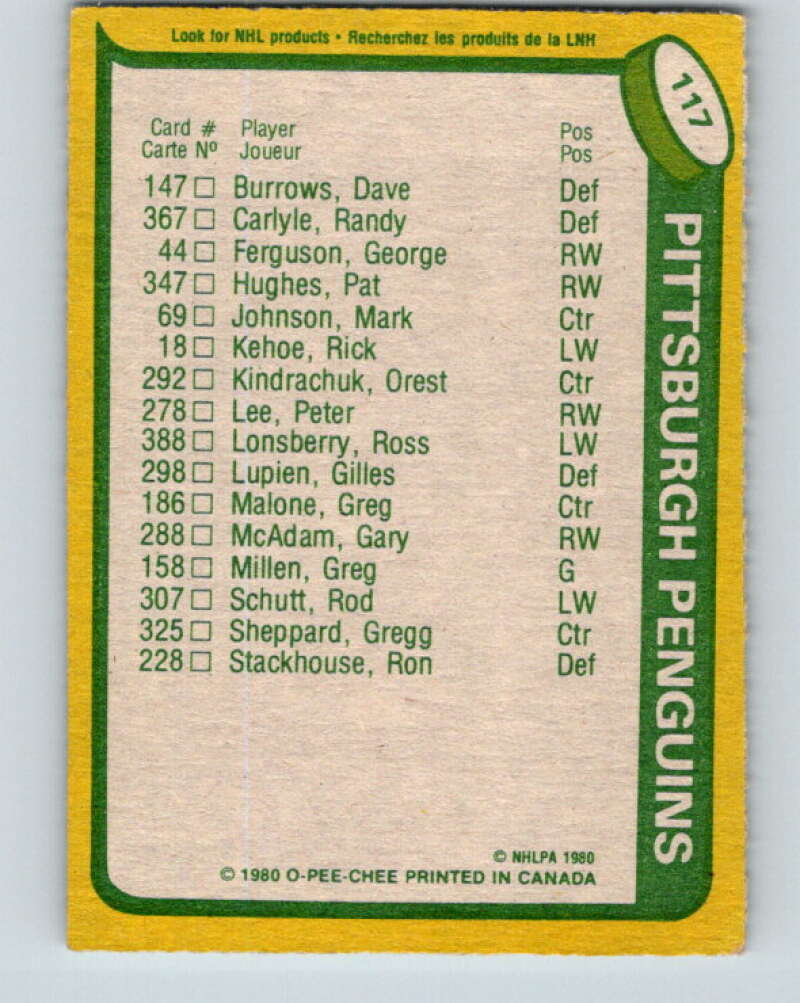 Look for NHL products • Recherchez les produits de la LNH
117
Card # Player Pos
Carte Nº Joueur Pos
147 □ Burrows, Dave Def
367 □ Carlyle, Randy Def
44 □ Ferguson, George RW
347 □ Hughes, Pat RW
69 □ Johnson, Mark Ctr
18 □ Kehoe, Rick LW
292 □ Kindrachuk, Orest Ctr
278 □ Lee, Peter RW
388 □ Lonsberry, Ross LW
298 □ Lupien, Gilles Def
186 □ Malone, Greg Ctr
288 □ McAdam, Gary RW
158 □ Millen, Greg G
307 □ Schutt, Rod LW
325 □ Sheppard, Gregg Ctr
228 □ Stackhouse, Ron Def
PITTSBURGH PENGUINS
© NHLPA 1980
© 1980 O-PEE-CHEE PRINTED IN CANADA